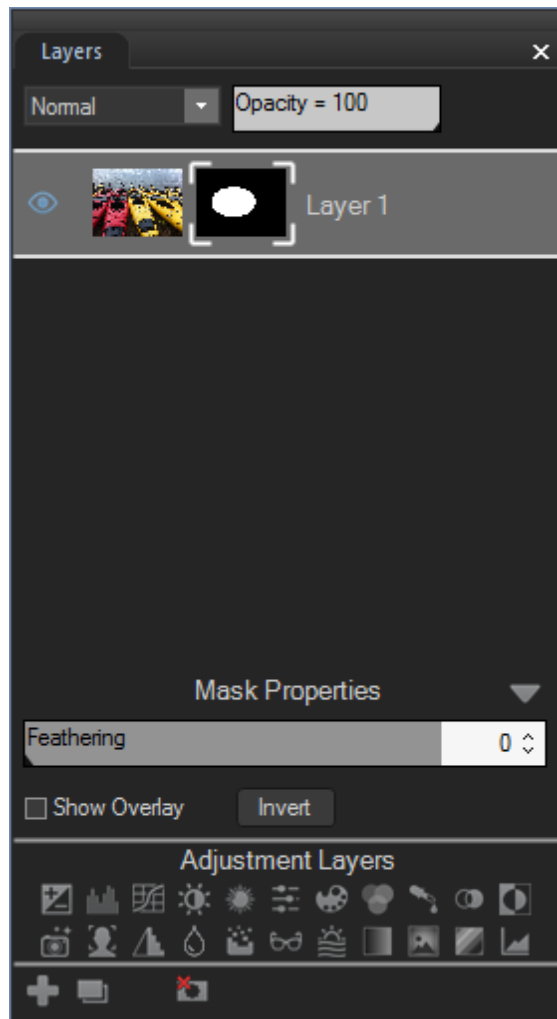 Layers
Normal
Opacity = 100
Layer 1
Mask Properties
Feathering 0
Show Overlay Invert
Adjustment Layers